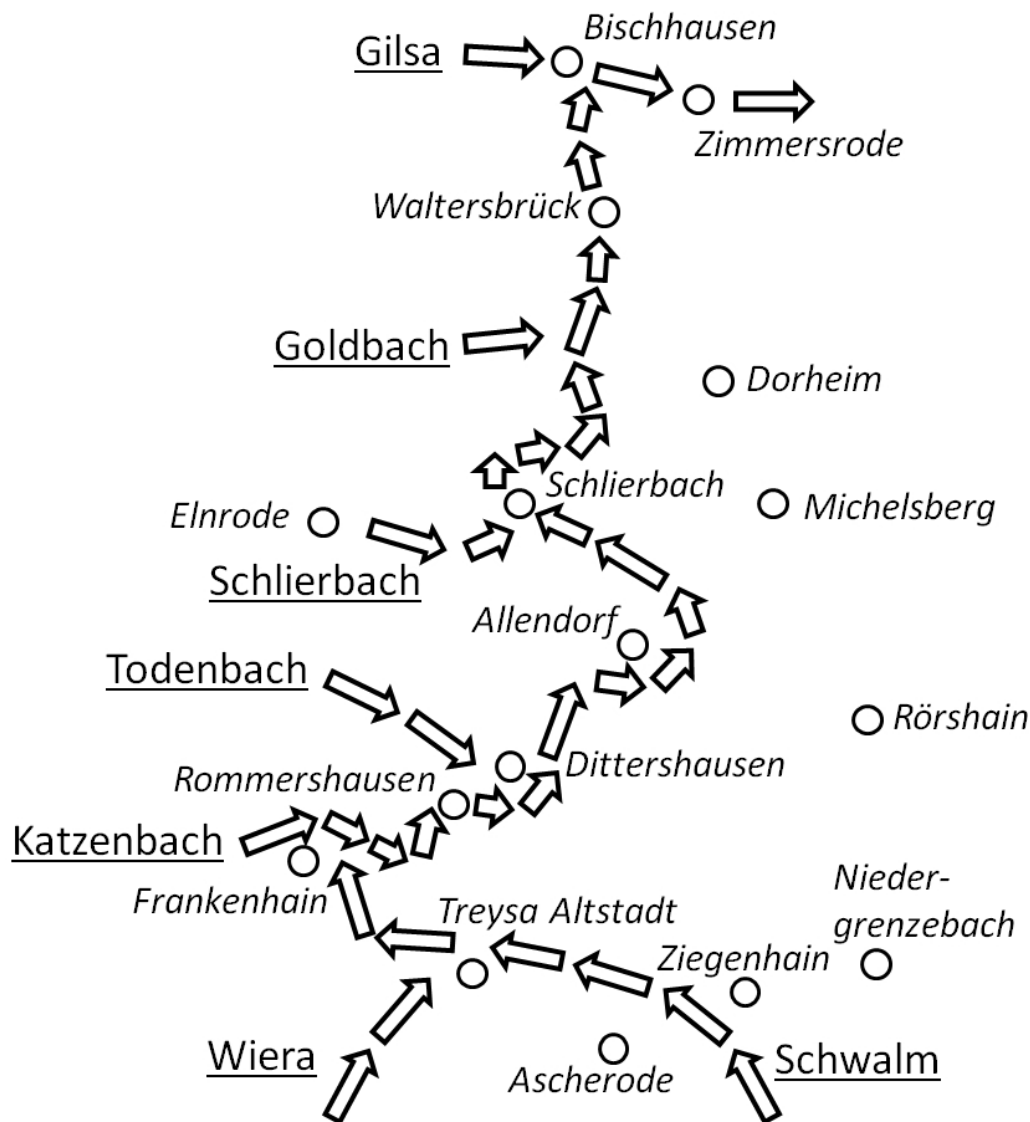 Bischhausen
Gilsa
Zimmersrode
Waltersbrück
Goldbach
Dorheim
Schlierbach
Elnrode
Michelsberg
Schlierbach
Allendorf
Todenbach
Rörshain
Dittershausen
Rommershausen
Katzenbach
Frankenhain
Treysa Altstadt
Nieder-
grenzebach
Ziegenhain
Wiera
Ascherode
Schwalm